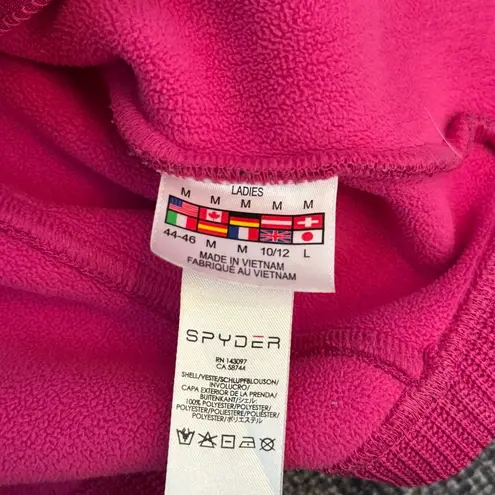 LADIES
M M M M M
44-46 M M 10/12 L
MADE IN VIETNAM
FABRIQUÉ AU VIETNAM
SPYDER
RN 143097
CA 58744
SHELL/VESTE/SCHLUPFBLOUSON/
INVOLUCRO/
CAPA EXTERIOR DE LA PRENDA/
BUITENKANT/シェル:
100% POLYESTER/POLYESTER/
POLYESTER/POLIESTERE/POLIÉSTER/
POLYESTER/ポリエステル